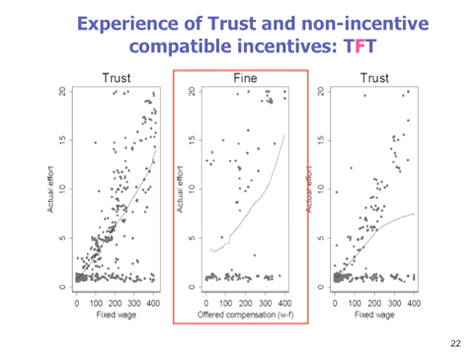 Experience of Trust and non-incentive
compatible incentives: TFT
Trust
Fine
Trust
Actual effort
0
5
10
15
20
0 100 200 300 400
Fixed wage
Actual effort
0
5
10
15
20
0 100 200 300 400
Offered compensation (w-f)
Actual effort
0
5
10
15
20
0 100 200 300 400
Fixed wage
22